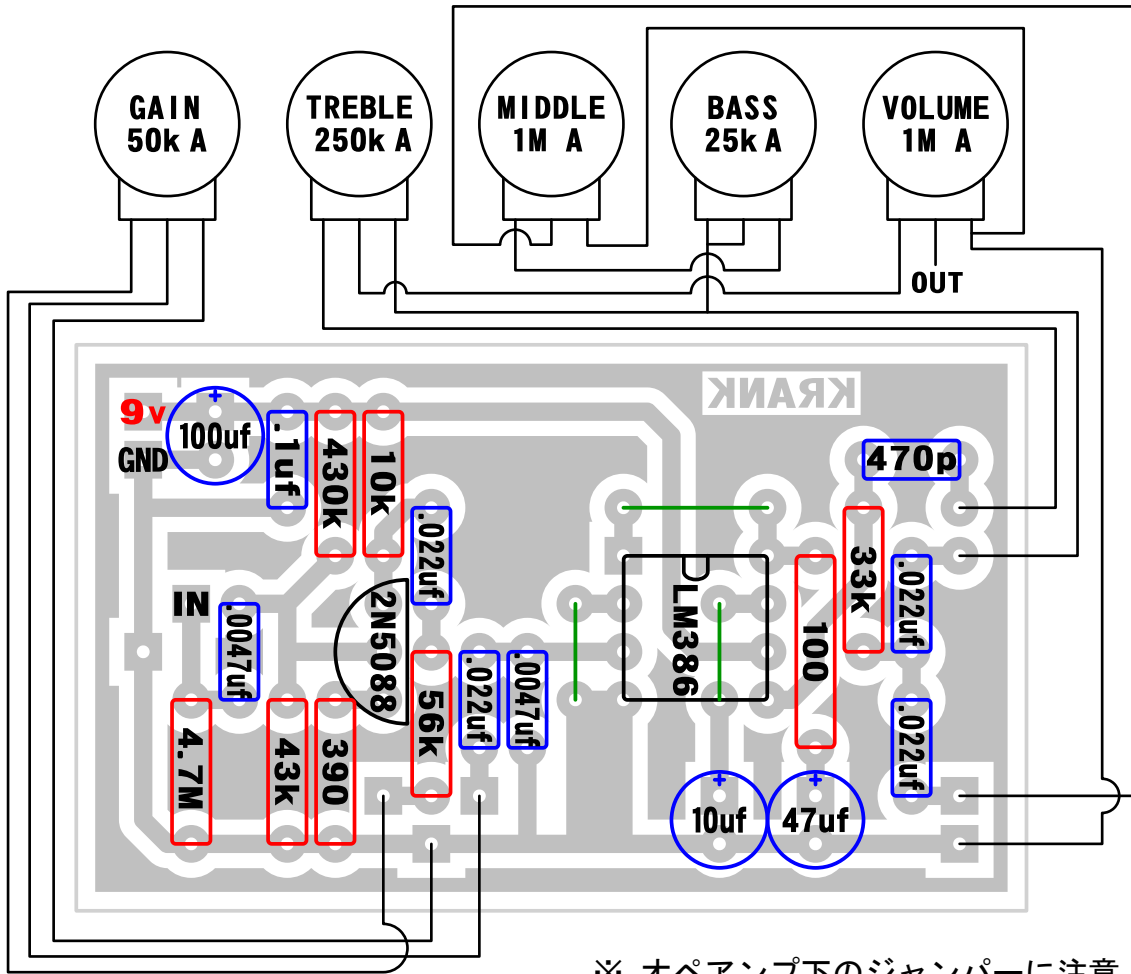 GAIN
50k A
TREBLE
250k A
MIDDLE
1M A
BASS
25k A
VOLUME
1M A
OUT
KRANK
9v
+
100uf
GND
.1uf
430k
10k
.022uf
470p
33k
.022uf
IN
.0047uf
2N5088
LM386
100
56k
.022uf
.0047uf
4.7M
43k
390
.022uf
+
10uf
+
47uf
※ オペアンプ下のジャンパーに注意